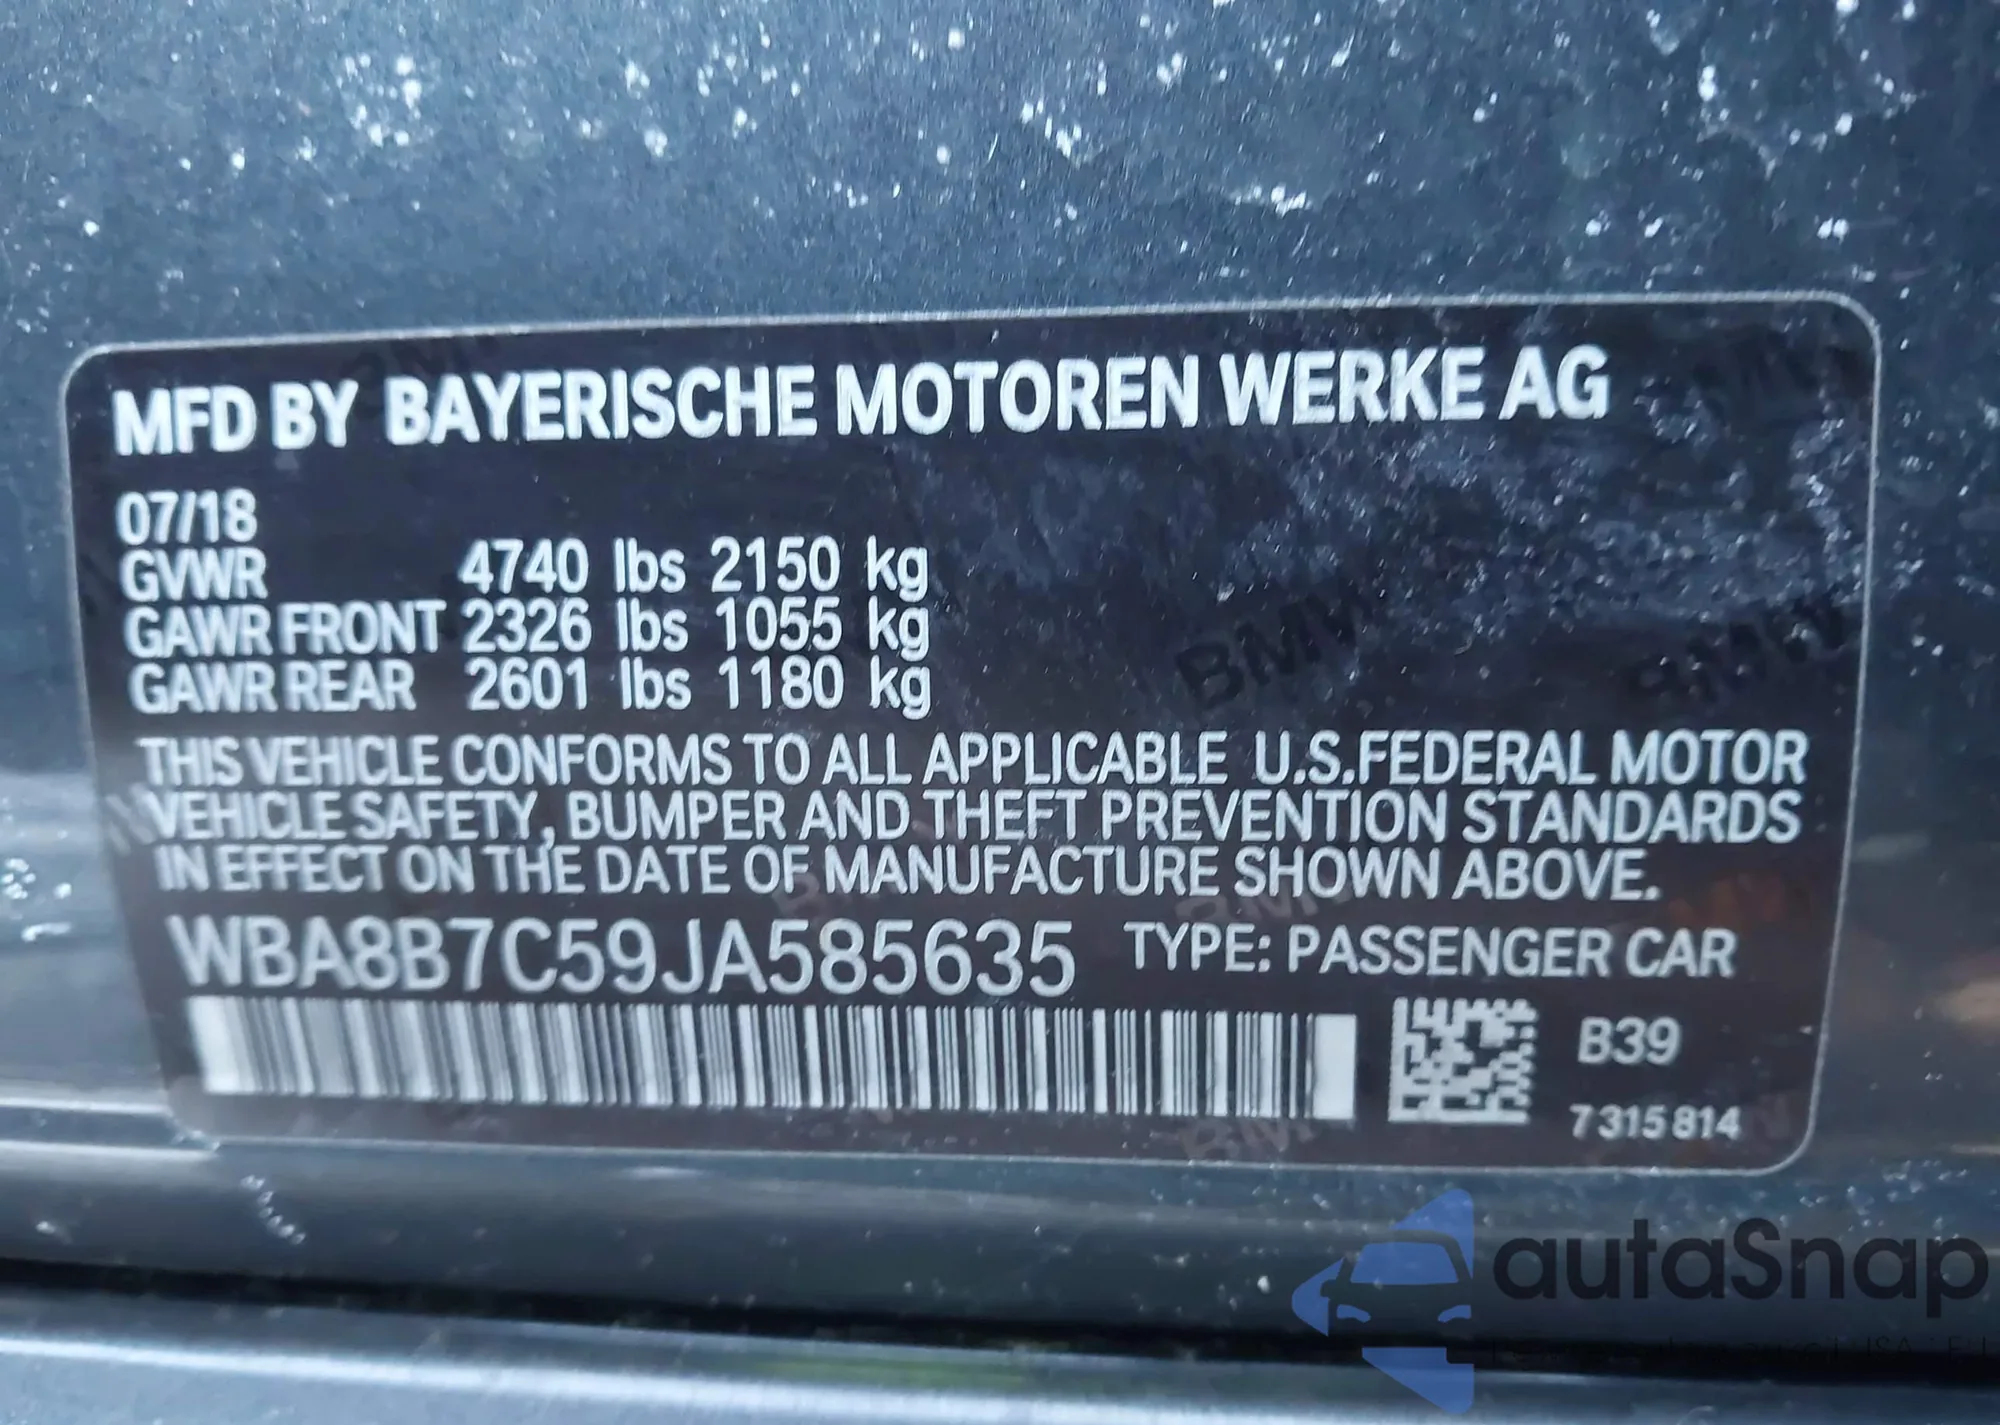 MFD BY BAYERISCHE MOTOREN WERKE AG
07/18
GVWR 4740 lbs 2150 kg
GAWR FRONT 2326 lbs 1055 kg
GAWR REAR 2601 lbs 1180 kg
THIS VEHICLE CONFORMS TO ALL APPLICABLE U.S.FEDERAL MOTOR
VEHICLE SAFETY, BUMPER AND THEFT PREVENTION STANDARDS
IN EFFECT ON THE DATE OF MANUFACTURE SHOWN ABOVE.
WBA8B7C59JA585635 TYPE: PASSENGER CAR
B39
7 315 814
autaSnap